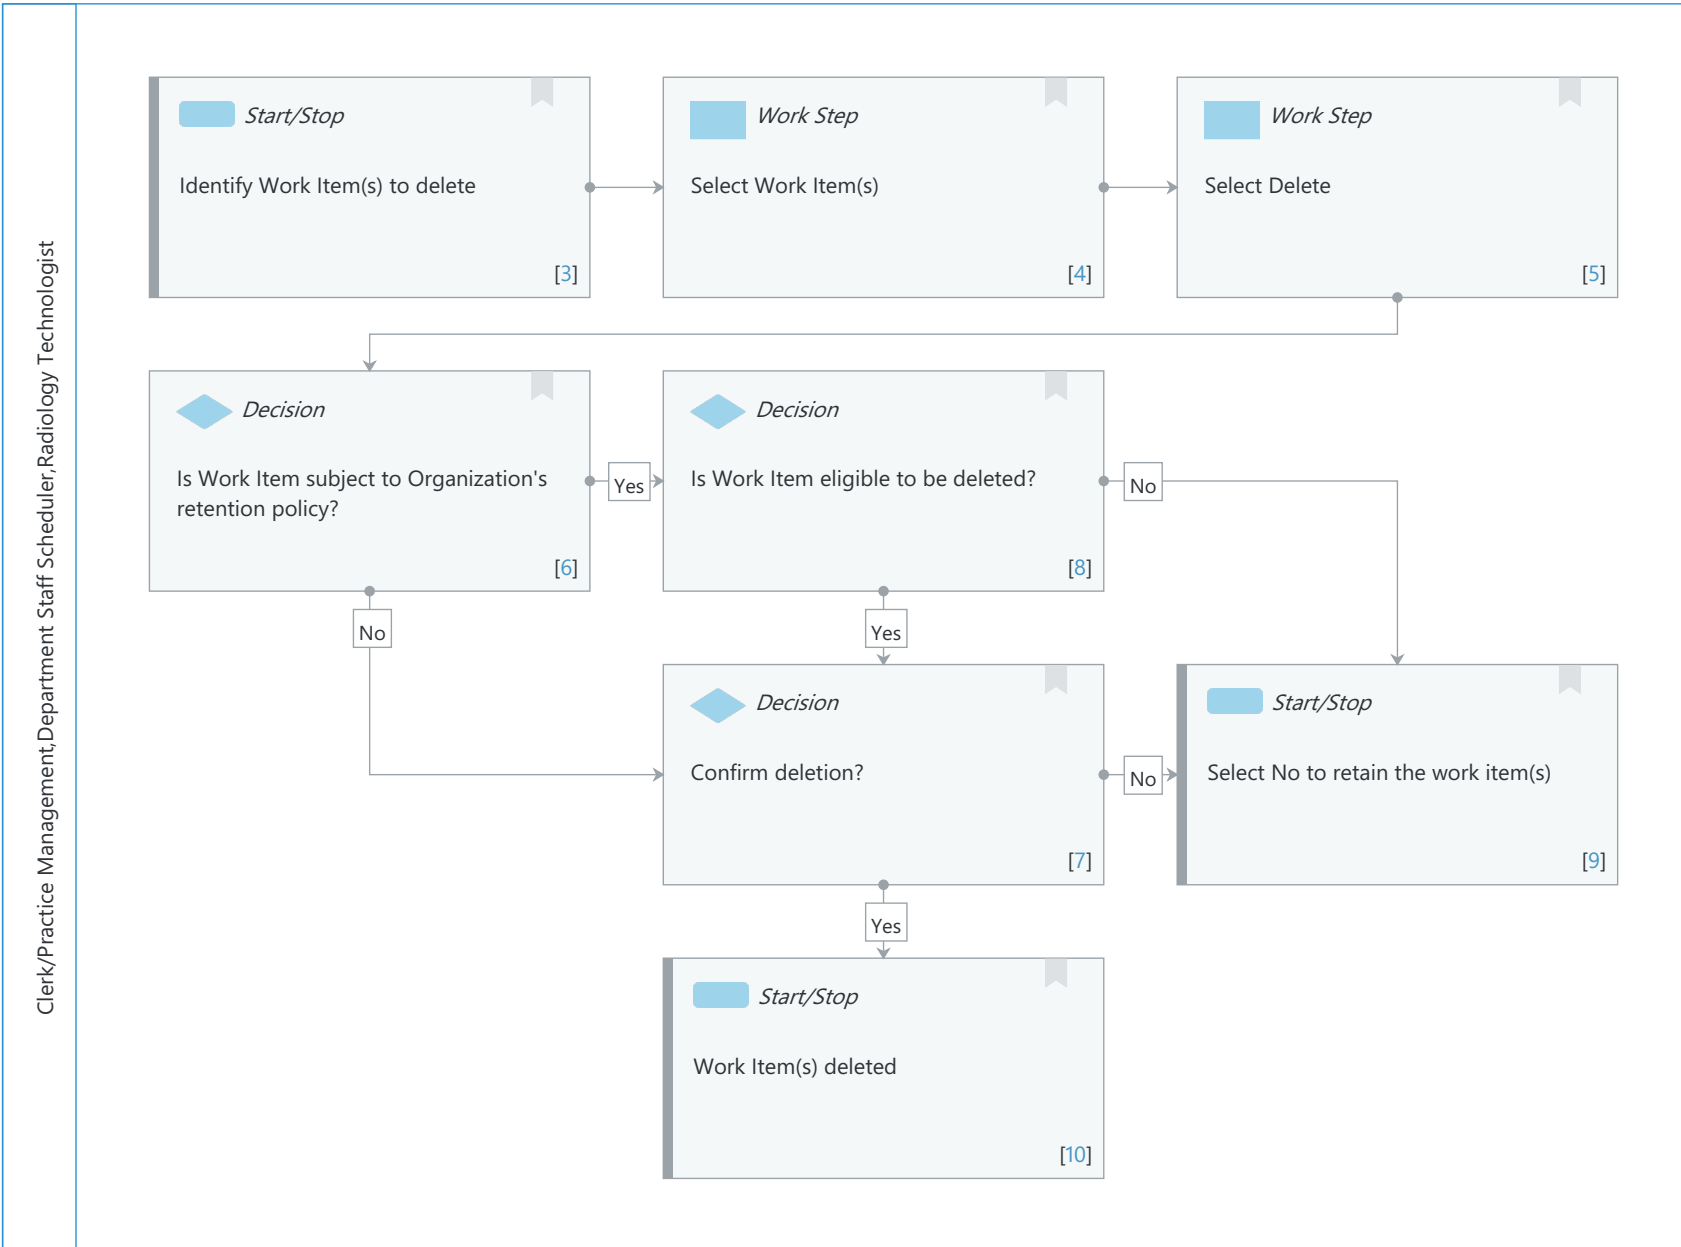 Clerk/Practice Management,Department Staff Scheduler,Radiology Technologist
Start/Stop
Identify Work Item(s) to delete
[3]
Work Step
Select Work Item(s)
[4]
Work Step
Select Delete
[5]
Decision
Is Work Item subject to Organization's
retention policy?
[6]
Yes
No
Decision
Is Work Item eligible to be deleted?
[8]
No
Yes
Decision
Confirm deletion?
[7]
No
Yes
Start/Stop
Select No to retain the work item(s)
[9]
Start/Stop
Work Item(s) deleted
[10]